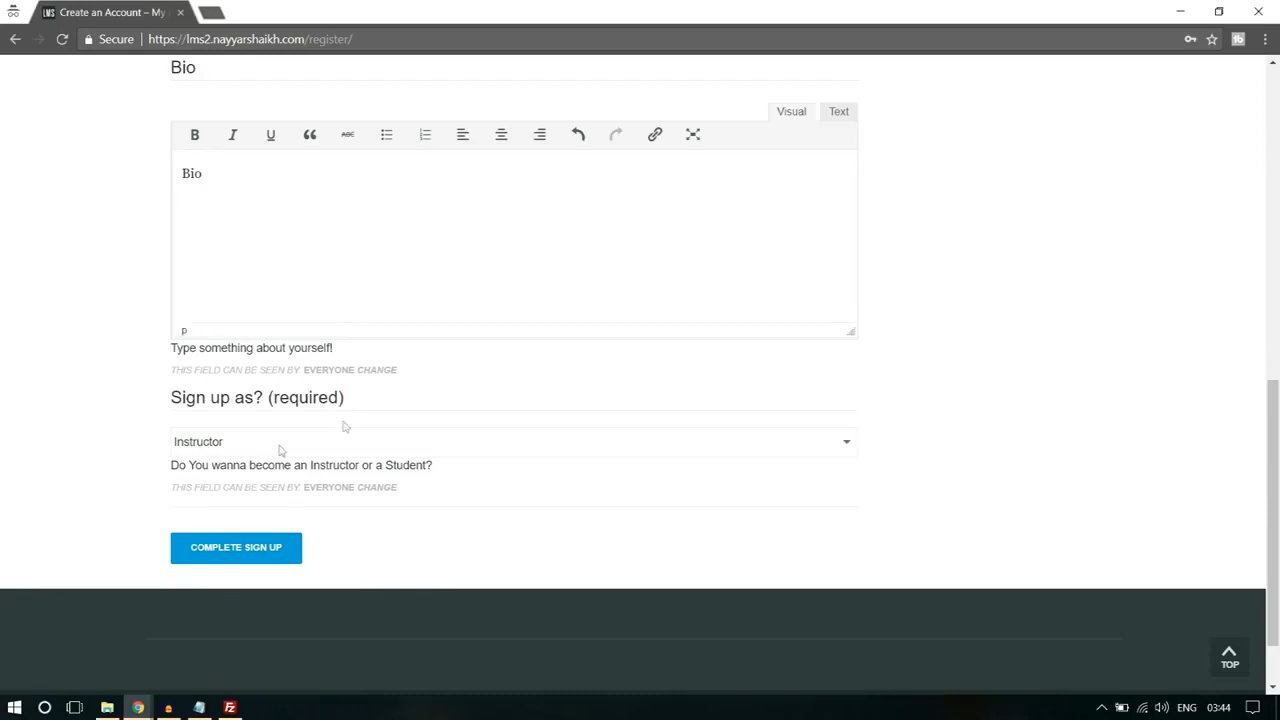 LMS Create an Account – My
Secure https://lms2.nayyarshaikh.com/register/
Bio
Visual Text
B I U ABC
Bio
p
Type something about yourself!
THIS FIELD CAN BE SEEN BY: EVERYONE CHANGE
Sign up as? (required)
Instructor
Do You wanna become an Instructor or a Student?
THIS FIELD CAN BE SEEN BY: EVERYONE CHANGE
COMPLETE SIGN UP
TOP
ENG 03:44